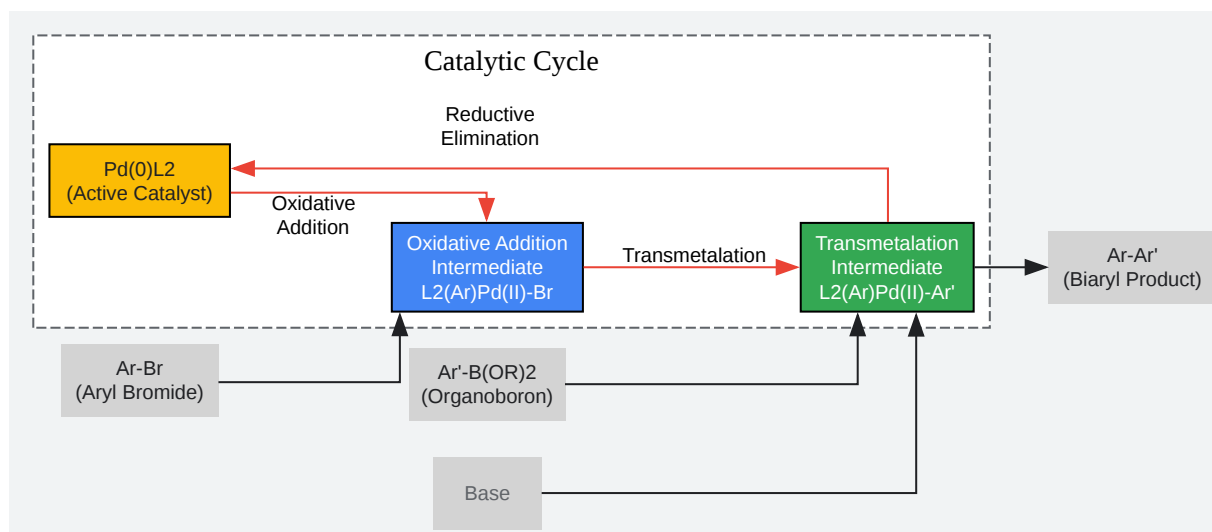 Catalytic Cycle
Reductive
Elimination
Pd(0)L2
(Active Catalyst)
Oxidative
Addition
Oxidative Addition
Intermediate
L2(Ar)Pd(II)-Br
Transmetalation
Transmetalation
Intermediate
L2(Ar)Pd(II)-Ar'
Ar-Ar'
(Biaryl Product)
Ar-Br
(Aryl Bromide)
Ar'-B(OR)2
(Organoboron)
Base